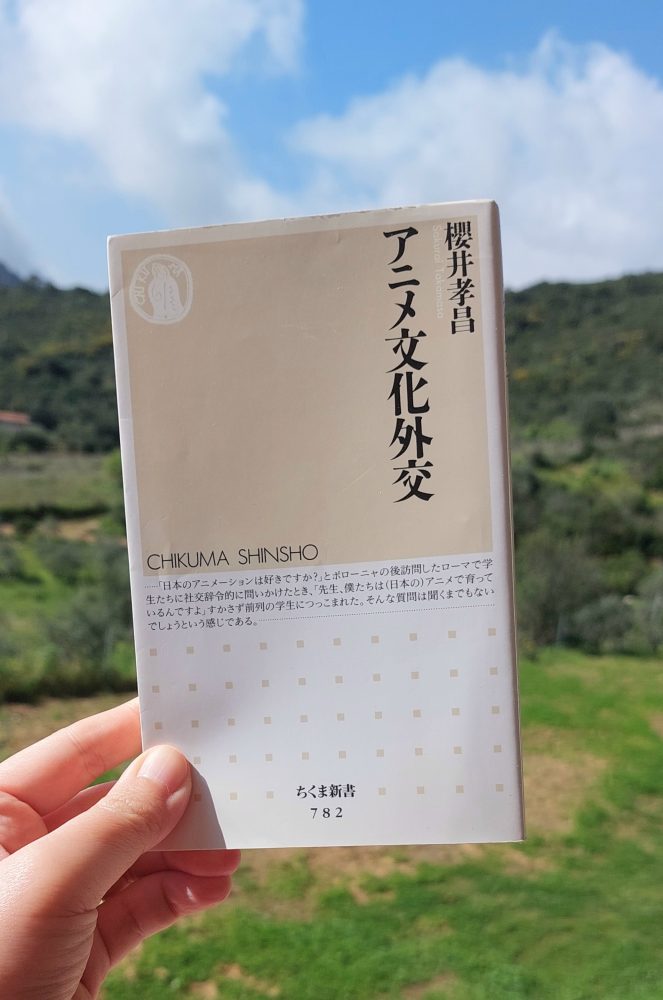 櫻井孝昌
Sakurai Takamasa
アニメ文化外交
CHIKUMA SHINSHO
……「日本のアニメーションは好きですか？」とボローニャの後訪問したローマで学
生たちに社交辞令的に問いかけたとき、「先生、僕たちは(日本の)アニメで育って
いるんですよ」すかさず前列の学生につっこまれた。そんな質問は聞くまでもない
でしょうという感じである。
ちくま新書
782